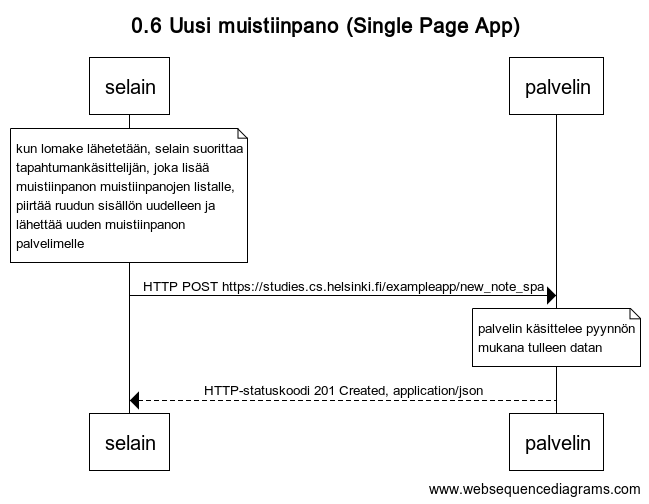 0.6 Uusi muistiinpano (Single Page App)
selain
palvelin
kun lomake lähetetään, selain suorittaa
tapahtumankäsittelijän, joka lisää
muistiinpanon muistiinpanojen listalle,
piirtää ruudun sisällön uudelleen ja
lähettää uuden muistiinpanon
palvelimelle
HTTP POST https://studies.cs.helsinki.fi/exampleapp/new_note_spa
palvelin käsittelee pyynnön
mukana tulleen datan
HTTP-statuskoodi 201 Created, application/json
selain
palvelin
www.websequencediagrams.com